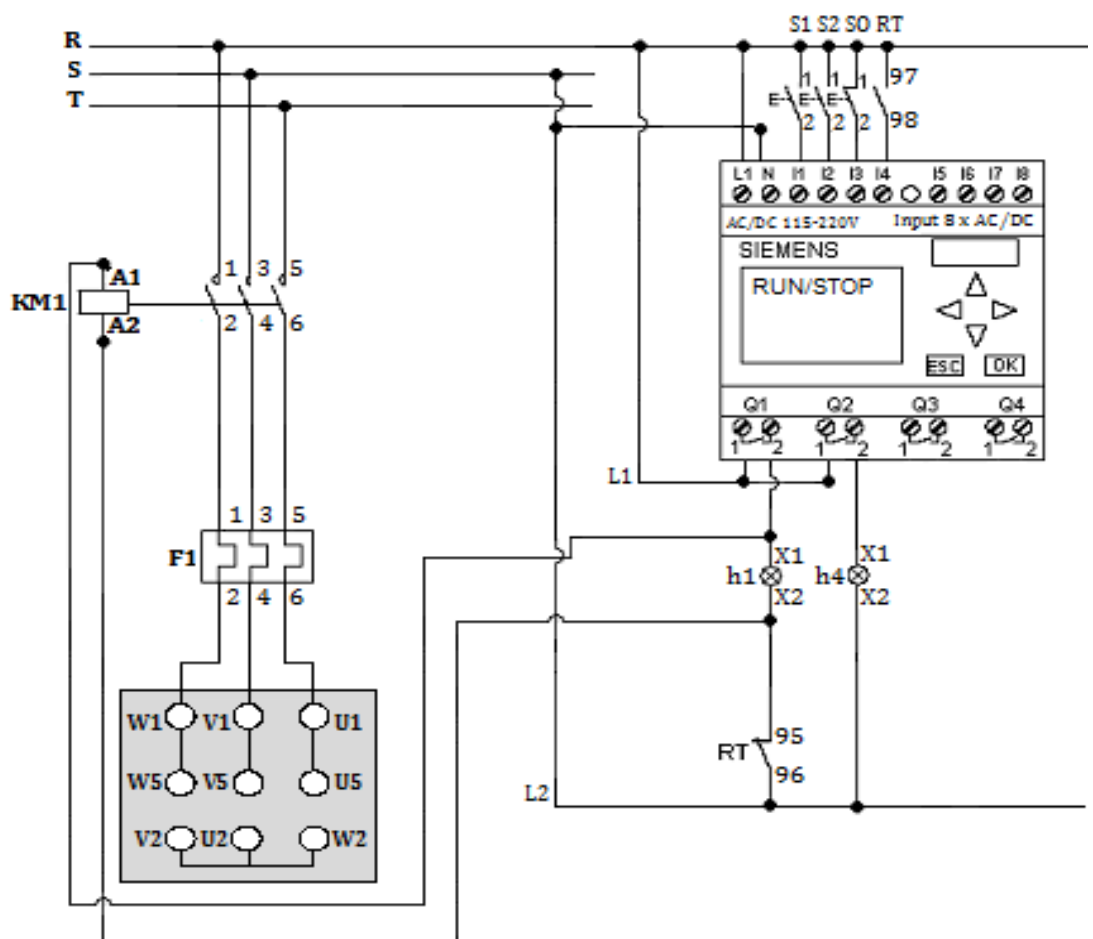 S1 S2 SO RT
R
S
T
1 1 1 97
E E E
2 2 2 98
L1 N I1 I2 I3 I4 I5 I6 I7 I8
AC/DC 115-220V Input 8 x AC/DC
SIEMENS
RUN/STOP
ESC OK
Q1 Q2 Q3 Q4
1 2 1 2 1 2 1 2
A1
KM1
A2
1 3 5
2 4 6
L1
1 3 5
F1
2 4 6
X1 X1
h1 h4
X2 X2
W1 V1 U1
W5 V5 U5
V2 U2 W2
95
RT
96
L2